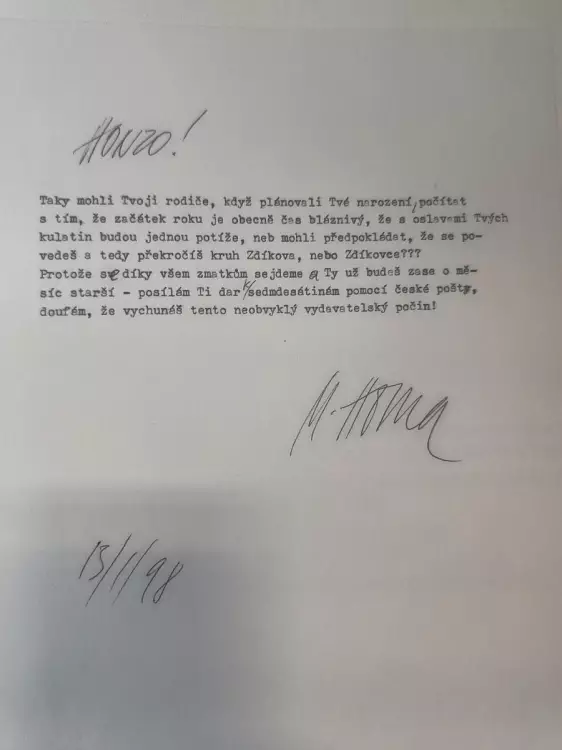 HONZO!
Taky mohli Tvoji rodiče, když plánovali Tvé narození, počítat
s tím, že začátek roku je obecně čas bláznivý, že s oslavami Tvých
kulatin budou jednou potíže, neb mohli předpokládat, že se po-
vedeš a tedy překročíš kruh Zdíkova, nebo Zdíkovce???
Protože se díky všem zmatkům sejdeme a Ty už budeš zase o mě-
síc starší - posílám Ti dar k sedmdesátinám pomocí české pošty,
doufám, že vychunáš tento neobvyklý vydavatelský počin!
M. Homa
13/1/98